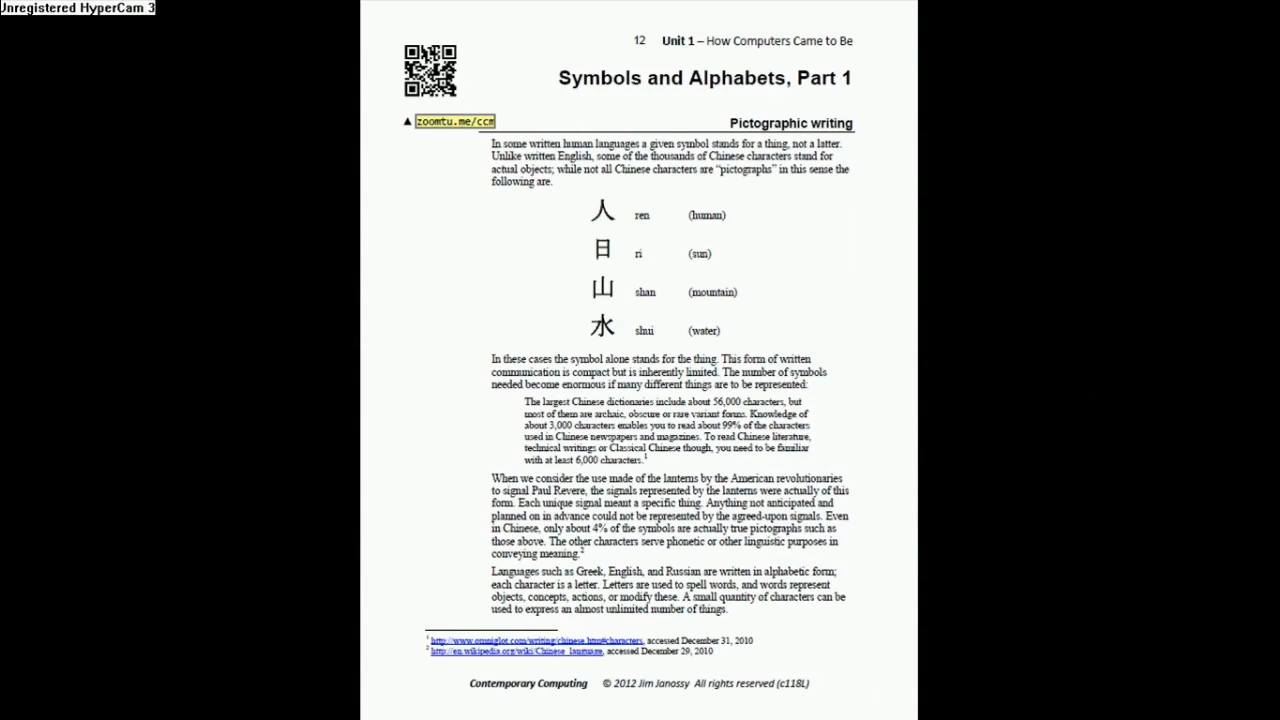 Unregistered HyperCam 3
12 Unit 1 – How Computers Came to Be
Symbols and Alphabets, Part 1
▲ zoomtu.me/ccm
Pictographic writing
In some written human languages a given symbol stands for a thing, not a latter.
Unlike written English, some of the thousands of Chinese characters stand for
actual objects; while not all Chinese characters are “pictographs” in this sense the
following are.
人 ren (human)
日 ri (sun)
山 shan (mountain)
水 shui (water)
In these cases the symbol alone stands for the thing. This form of written
communication is compact but is inherently limited. The number of symbols
needed become enormous if many different things are to be represented:
The largest Chinese dictionaries include about 56,000 characters, but
most of them are archaic, obscure or rare variant forms. Knowledge of
about 3,000 characters enables you to read about 99% of the characters
used in Chinese newspapers and magazines. To read Chinese literature,
technical writings or Classical Chinese though, you need to be familiar
with at least 6,000 characters.1
When we consider the use made of the lanterns by the American revolutionaries
to signal Paul Revere, the signals represented by the lanterns were actually of this
form. Each unique signal meant a specific thing. Anything not anticipated and
planned on in advance could not be represented by the agreed-upon signals. Even
in Chinese, only about 4% of the symbols are actually true pictographs such as
those above. The other characters serve phonetic or other linguistic purposes in
conveying meaning.2
Languages such as Greek, English, and Russian are written in alphabetic form;
each character is a letter. Letters are used to spell words, and words represent
objects, concepts, actions, or modify these. A small quantity of characters can be
used to express an almost unlimited number of things.
1 http://www.omniglot.com/writing/chinese.htm#characters, accessed December 31, 2010
2 http://en.wikipedia.org/wiki/Chinese_language, accessed December 29, 2010
Contemporary Computing © 2012 Jim Janossy All rights reserved (c118L)